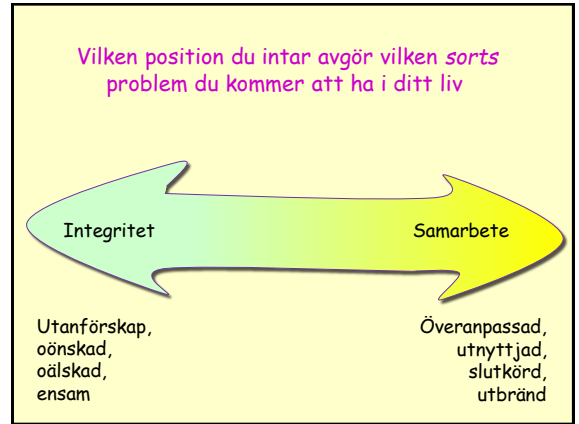 Vilken position du intar avgör vilken sorts
problem du kommer att ha i ditt liv
Integritet
Samarbete
Utanförskap,
oönskad,
oälskad,
ensam
Överanpassad,
utnyttjad,
slutkörd,
utbränd